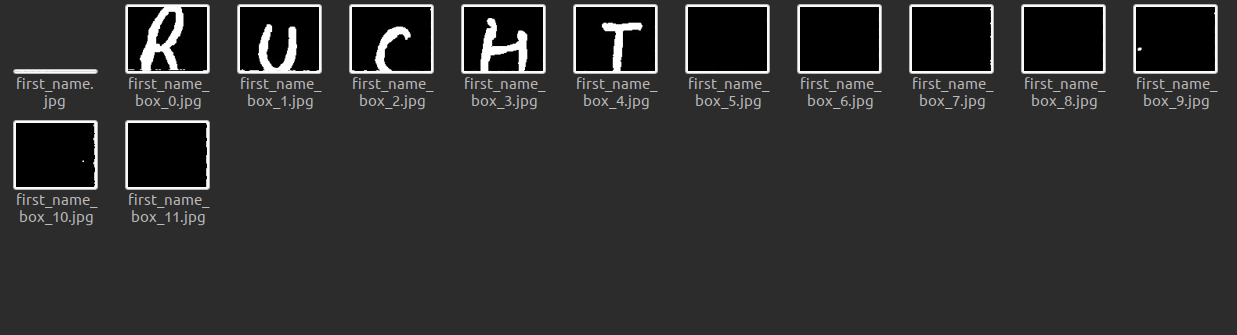 R U C H T
first_name. first_name_ first_name_ first_name_ first_name_ first_name_ first_name_ first_name_ first_name_ first_name_ first_name_
jpg box_0.jpg box_1.jpg box_2.jpg box_3.jpg box_4.jpg box_5.jpg box_6.jpg box_7.jpg box_8.jpg box_9.jpg
first_name_ first_name_
box_10.jpg box_11.jpg